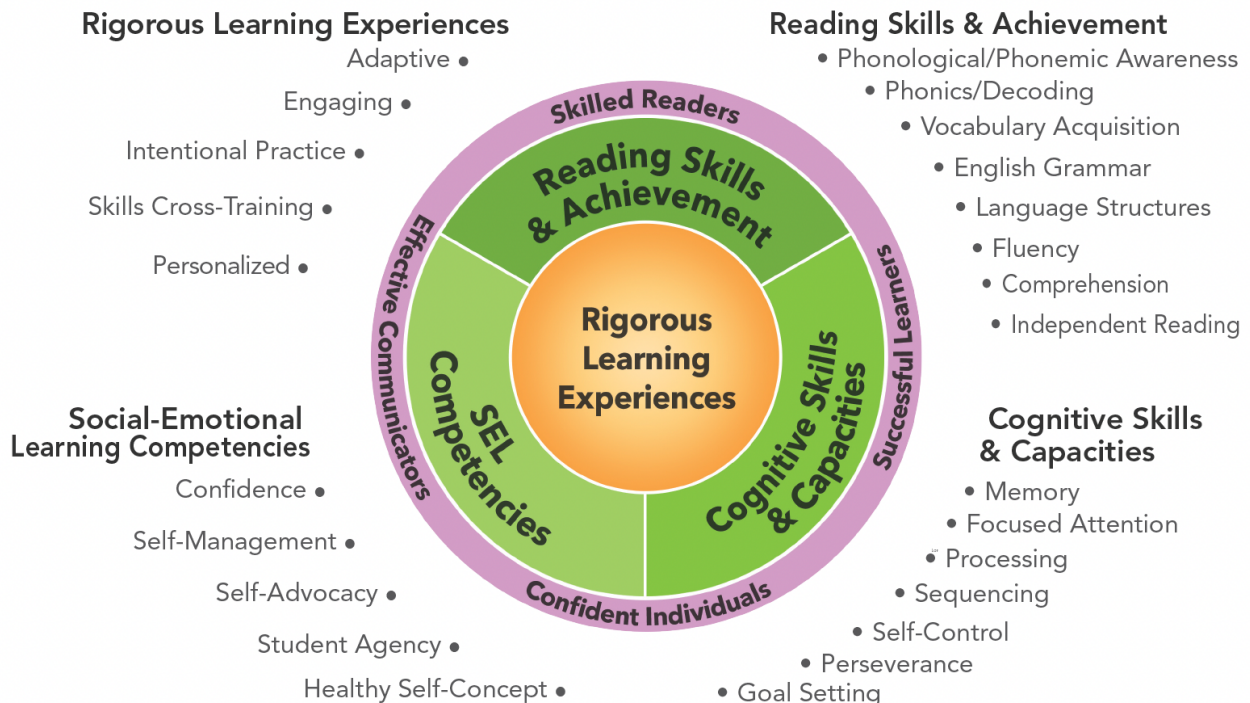 Rigorous Learning Experiences
Adaptive •
Engaging •
Intentional Practice •
Skills Cross-Training •
Personalized •
Reading Skills & Achievement
• Phonological/Phonemic Awareness
• Phonics/Decoding
• Vocabulary Acquisition
• English Grammar
• Language Structures
• Fluency
• Comprehension
• Independent Reading
Skilled Readers
Reading Skills
& Achievement
Effective Communicators
Successful Learners
Rigorous
Learning
Experiences
SEL
Competencies
Cognitive Skills
& Capacities
Confident Individuals
Social-Emotional
Learning Competencies
Confidence •
Self-Management •
Self-Advocacy •
Student Agency •
Healthy Self-Concept •
Cognitive Skills
& Capacities
• Memory
• Focused Attention
• Processing
• Sequencing
• Self-Control
• Perseverance
• Goal Setting